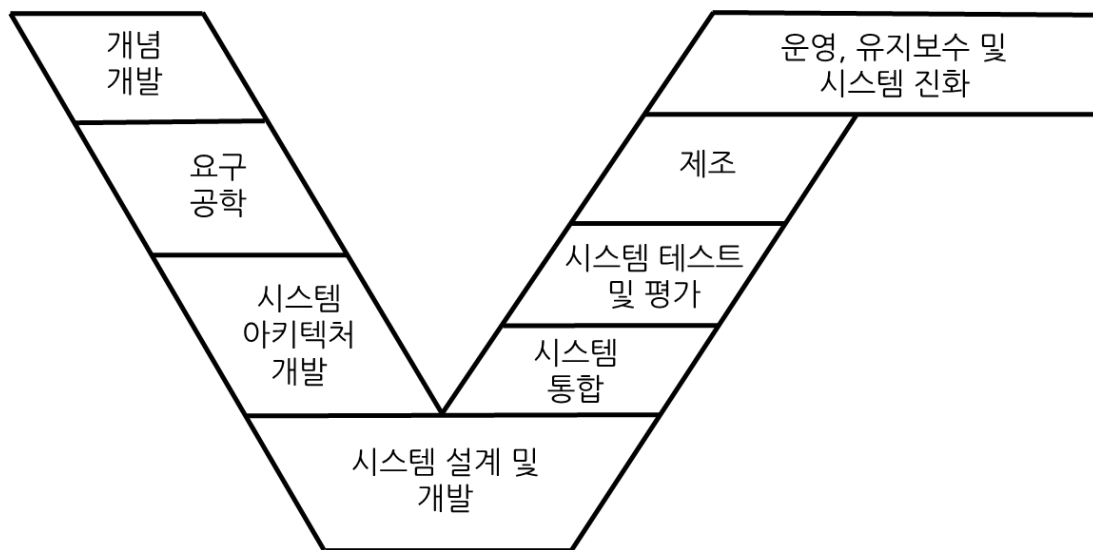 개념
개발
요구
공학
시스템
아키텍처
개발
시스템 설계 및
개발
시스템
통합
시스템 테스트
및 평가
제조
운영, 유지보수 및
시스템 진화